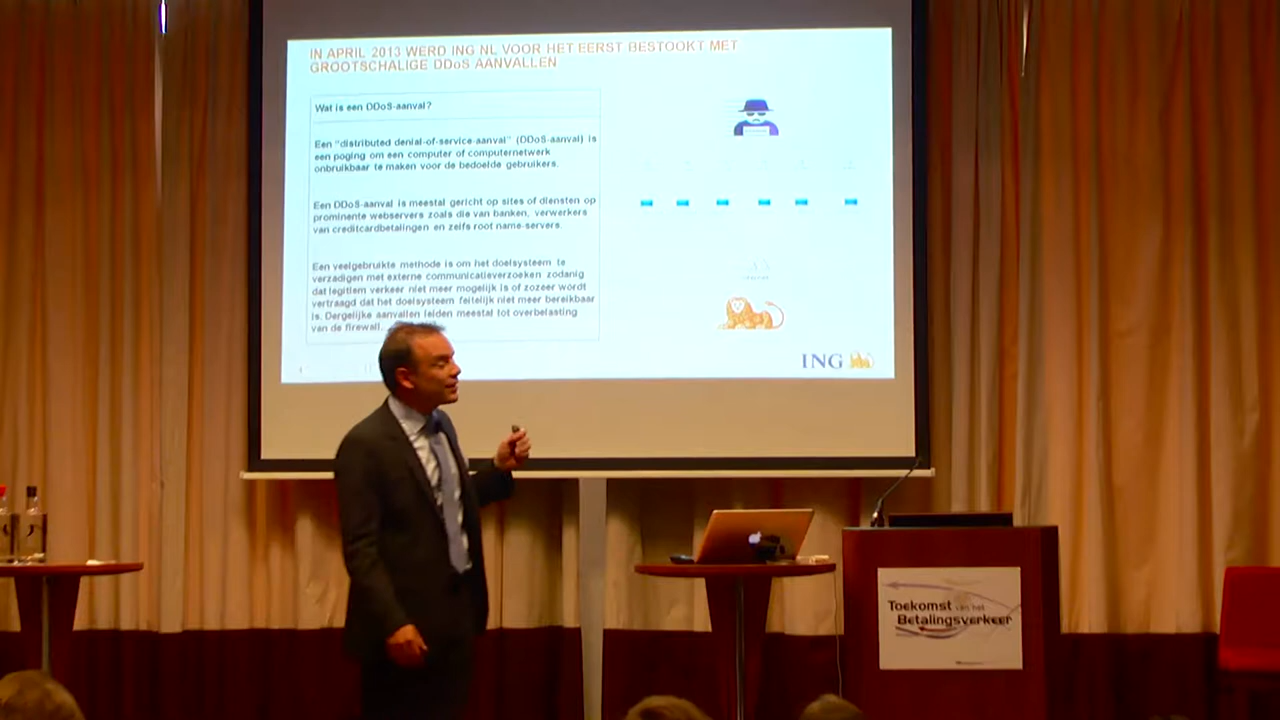 IN APRIL 2013 WERD ING NL VOOR HET EERST BESTOOKT MET
GROOTSCHALIGE DDoS AANVALLEN
Wat is een DDoS-aanval?
Een "distributed denial-of-service-aanval" (DDoS-aanval) is
een poging om een computer of computernetwerk
onbruikbaar te maken voor de bedoelde gebruikers.
Een DDoS-aanval is meestal gericht op sites of diensten op
prominente webservers zoals die van banken, verwerkers
van creditcardbetalingen en zelfs root name-servers.
Een veelgebruikte methode is om het doelsysteem te
verzadigen met externe communicatieverzoeken zodanig
dat legitiem verkeer niet meer mogelijk is of zozeer wordt
vertraagd dat het doelsysteem feitelijk niet meer bereikbaar
is. Dergelijke aanvallen leiden meestal tot overbelasting
van de firewall.
ING
Toekomst van het
Betalingsverkeer